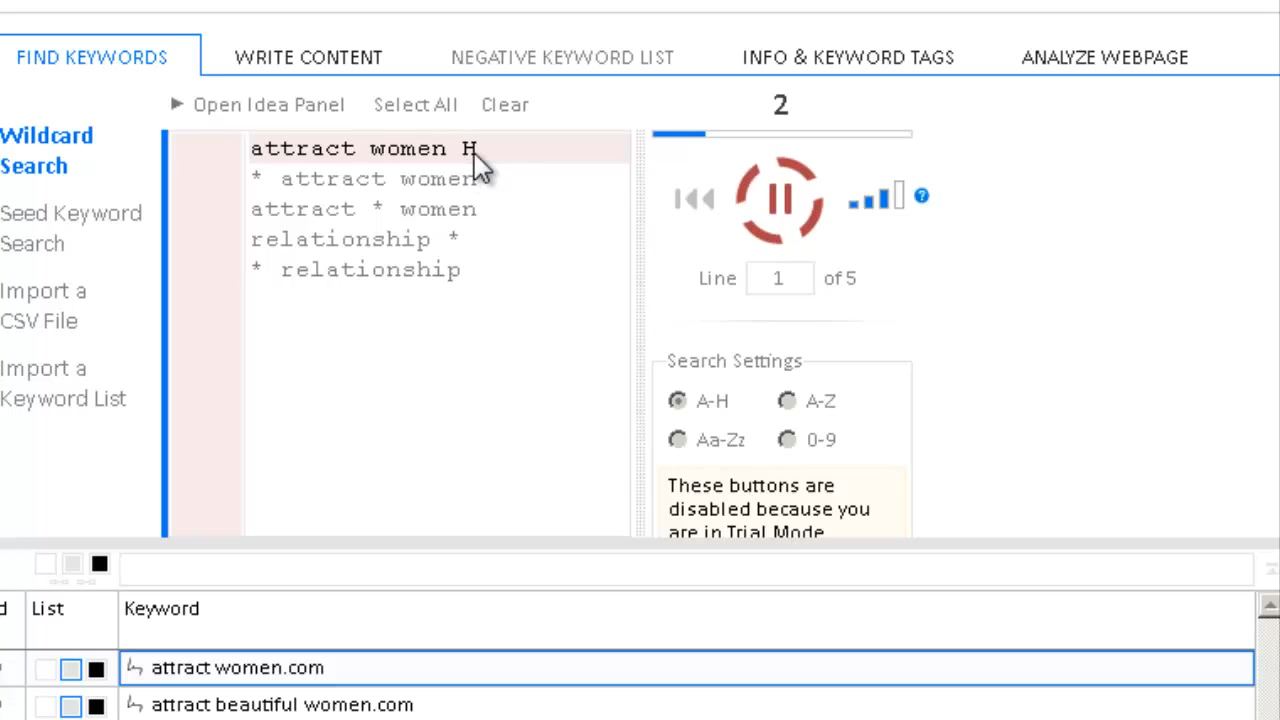 FIND KEYWORDS WRITE CONTENT NEGATIVE KEYWORD LIST INFO & KEYWORD TAGS ANALYZE WEBPAGE
Open Idea Panel Select All Clear
2
Wildcard
Search
Seed Keyword
Search
Import a
CSV File
Import a
Keyword List
attract women H
* attract women
attract * women
relationship *
* relationship
?
Line 1 of 5
Search Settings
A-H A-Z
Aa-Zz 0-9
These buttons are
disabled because you
are in Trial Mode
d List Keyword
attract women.com
attract beautiful women.com